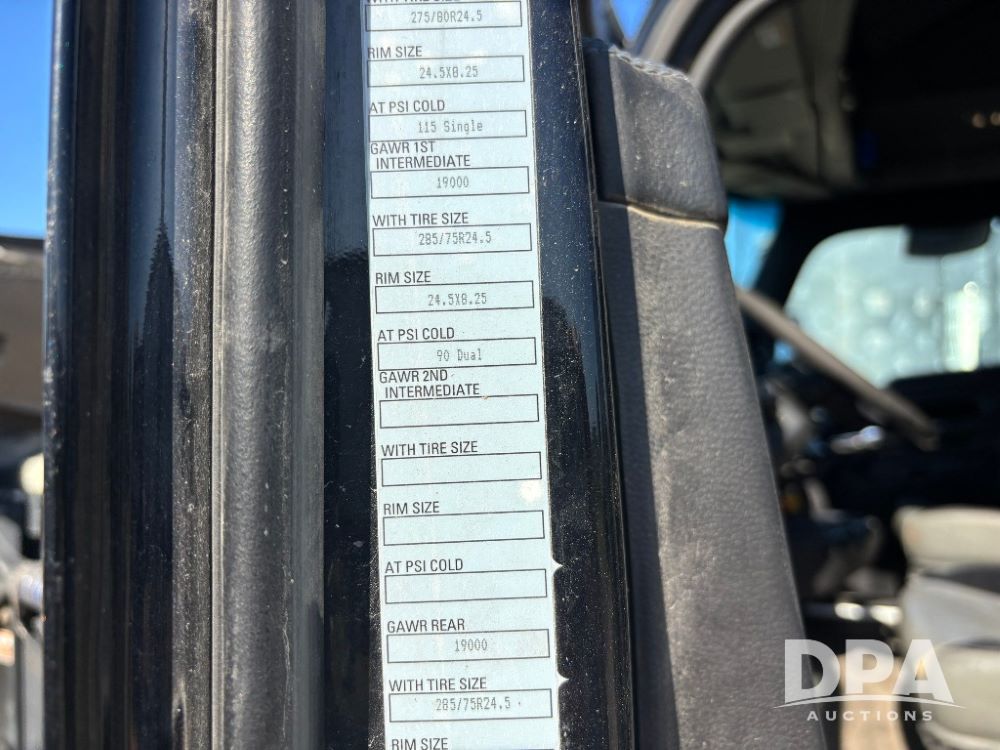 WITH TIRE SIZE
275/80R24.5
RIM SIZE
24.5X8.25
AT PSI COLD
115 Single
GAWR 1ST
INTERMEDIATE
19000
WITH TIRE SIZE
285/75R24.5
RIM SIZE
24.5X8.25
AT PSI COLD
90 Dual
GAWR 2ND
INTERMEDIATE
WITH TIRE SIZE
RIM SIZE
AT PSI COLD
GAWR REAR
19000
WITH TIRE SIZE
285/75R24.5
RIM SIZE
DPA
AUCTIONS